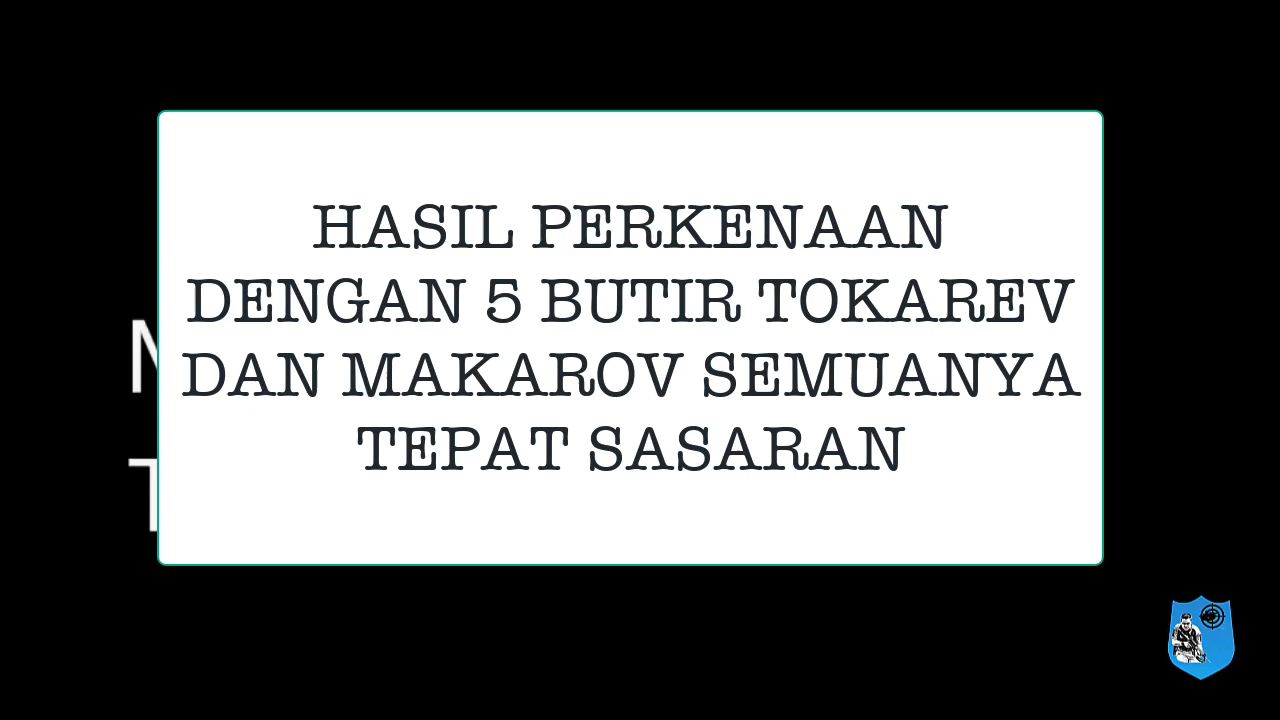 HASIL PERKENAAN
DENGAN 5 BUTIR TOKAREV
DAN MAKAROV SEMUANYA
TEPAT SASARAN